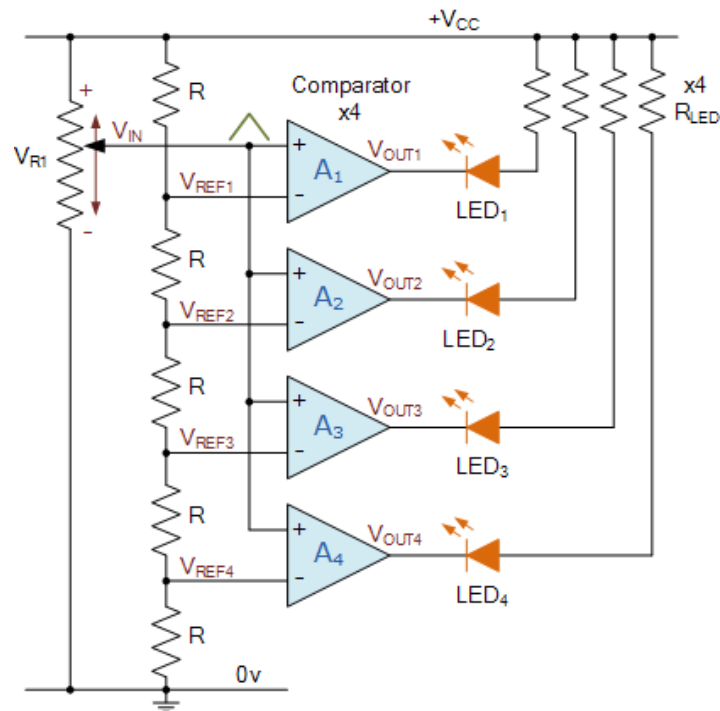 +VCC
Comparator
x4
x4
RLED
R
+
VIN
VR1
-
+
A1
-
VOUT1
LED1
VREF1
R
+
A2
-
VOUT2
LED2
VREF2
R
+
A3
-
VOUT3
LED3
VREF3
R
+
A4
-
VOUT4
LED4
VREF4
R
0v